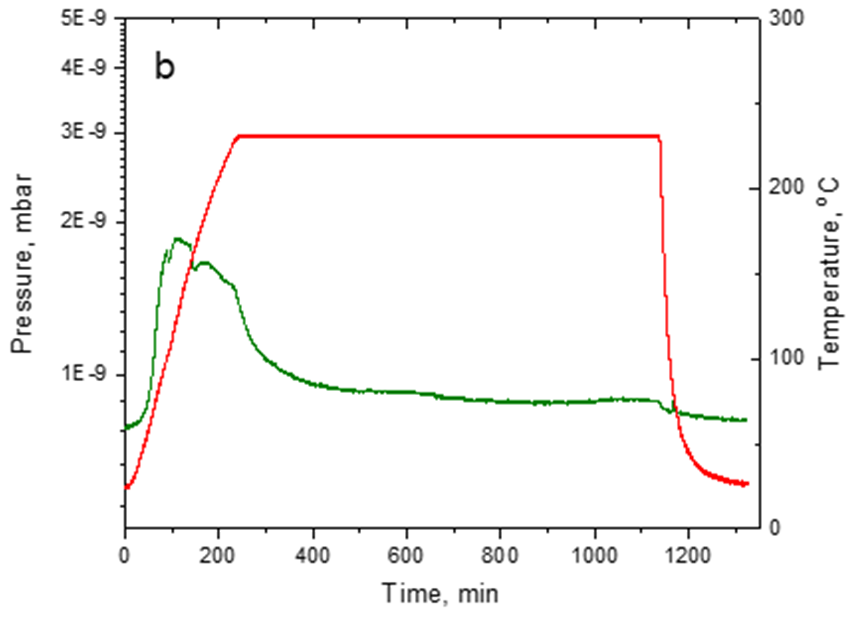 b
5E-9
4E-9
3E-9
2E-9
1E-9
Pressure, mbar
300
200
100
0
Temperature, ºC
0
200
400
600
800
1000
1200
Time, min